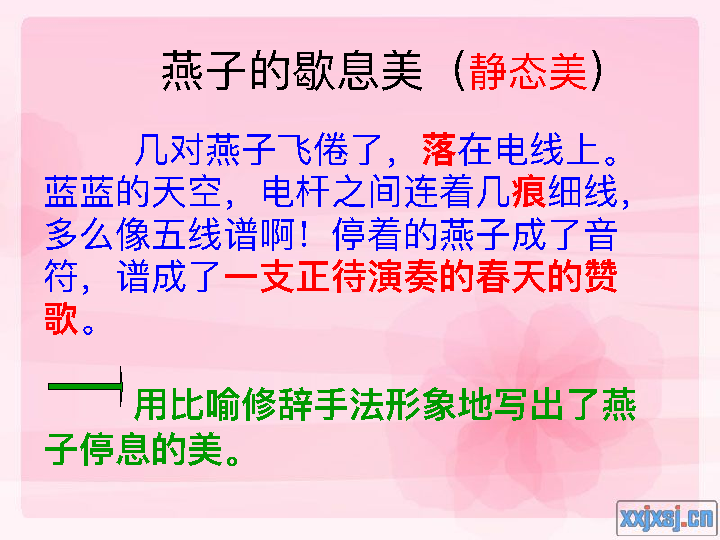 燕子的歇息美（静态美）
几对燕子飞倦了，落在电线上。
蓝蓝的天空，电杆之间连着几痕细线，
多么像五线谱啊！停着的燕子成了音
符，谱成了一支正待演奏的春天的赞
歌。
用比喻修辞手法形象地写出了燕
子停息的美。
xxjxsj.cn